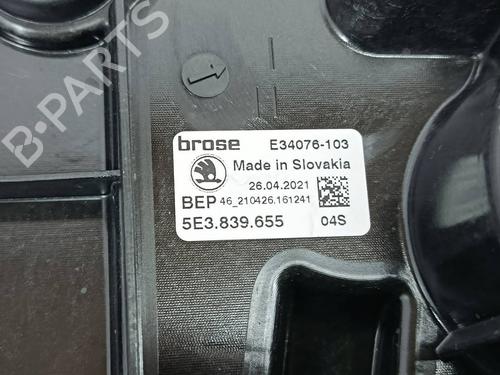 brose E34076-103
Made in Slovakia
26.04.2021
BEP 46_210426.161241
5E3.839.655 04S
B-PARTS